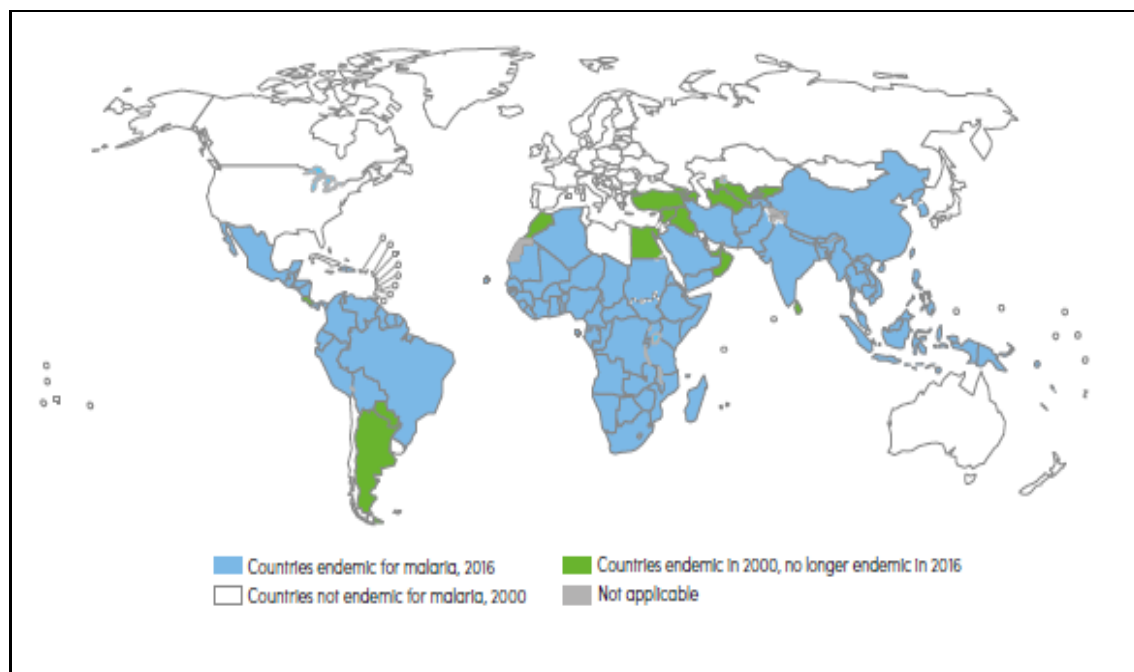 Countries endemic for malaria, 2016
Countries endemic in 2000, no longer endemic in 2016
Countries not endemic for malaria, 2000
Not applicable